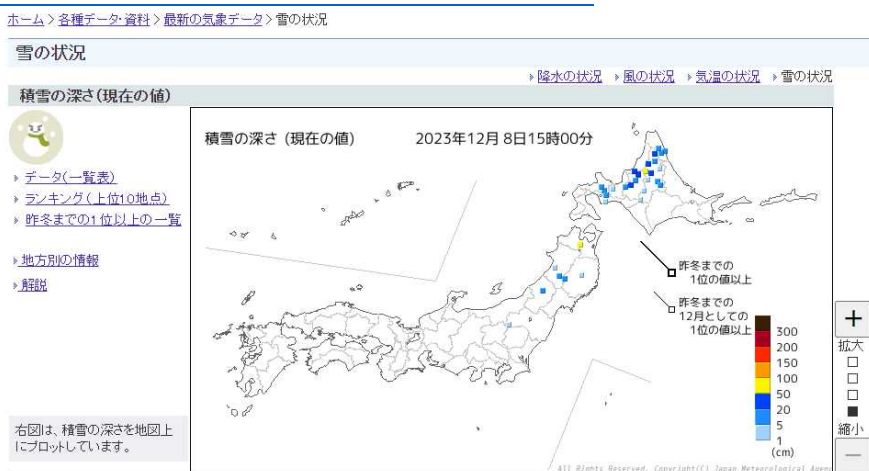 ホーム > 各種データ・資料 > 最新の気象データ > 雪の状況
雪の状況
降水の状況 風の状況 気温の状況 雪の状況
積雪の深さ(現在の値)
積雪の深さ (現在の値) 2023年12月 8日15時00分
データ(一覧表)
ランキング(上位10地点)
昨冬までの1位以上の一覧
地方別の情報
解説
昨冬までの
1位の値以上
昨冬までの
12月としての
1位の値以上
300
200
150
100
50
20
5
1
(cm)
+
拡大
縮小
－
右図は、積雪の深さを地図上
にプロットしています。
All Rights Reserved. Copyright(C) Japan Meteorological Agen